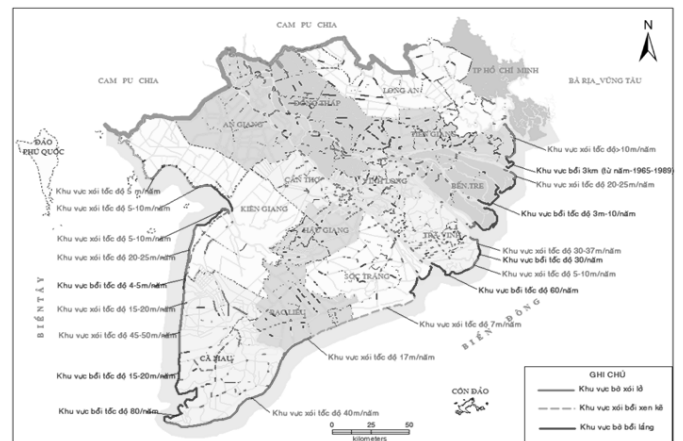 CAM PU CHIA
N
CAM PU CHIA
TP HỒ CHÍ MINH
BÀ RỊA_VŨNG TÀU
LONG AN
ĐỒNG THÁP
AN GIANG
TIỀN GIANG
ĐẢO
PHÚ QUỐC
Khu vực xói tốc độ>10m/năm
Khu vực bồi 3km (từ năm-1965-1989)
Khu vực xói tốc độ 20-25m/năm
CẦN THƠ
VĨNH LONG
BẾN TRE
Khu vực xói tốc độ 5 m/năm
Khu vực xói tốc độ 5-10m/năm
KIÊN GIANG
Khu vực bồi tốc độ 3m-10/năm
HẬU GIANG
TRÀ VINH
Khu vực xói tốc độ 5-10m/năm
Khu vực xói tốc độ 20-25m/năm
Khu vực xói tốc độ 30-37m/năm
Khu vực bồi tốc độ 30/năm
Khu vực xói tốc độ 5-10m/năm
SÓC TRĂNG
Khu vực bồi tốc độ 4-5m/năm
Khu vực bồi tốc độ 60/năm
BIỂN TÂY
Khu vực xói tốc độ 15-20m/năm
BẠC LIÊU
BIỂN ĐÔNG
Khu vực xói tốc độ 7m/năm
Khu vực xói tốc độ 45-50m/năm
CÀ MAU
Khu vực xói tốc độ 17m/năm
Khu vực bồi tốc độ 15-20m/năm
CÔN ĐẢO
GHI CHÚ
Khu vực bờ xói lở
Khu vực xói bồi xen kẽ
Khu vực bờ bồi lắng
Khu vực bồi tốc độ 80/năm
Khu vực xói tốc độ 40m/năm
0 25 50
kilometers